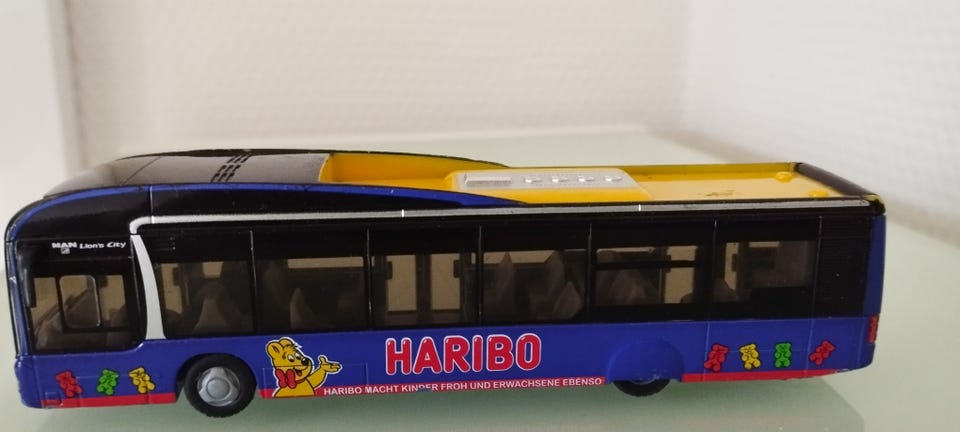 MAN Lion's City
HARIBO
HARIBO MACHT KINDER FROH UND ERWACHSENE EBENSO